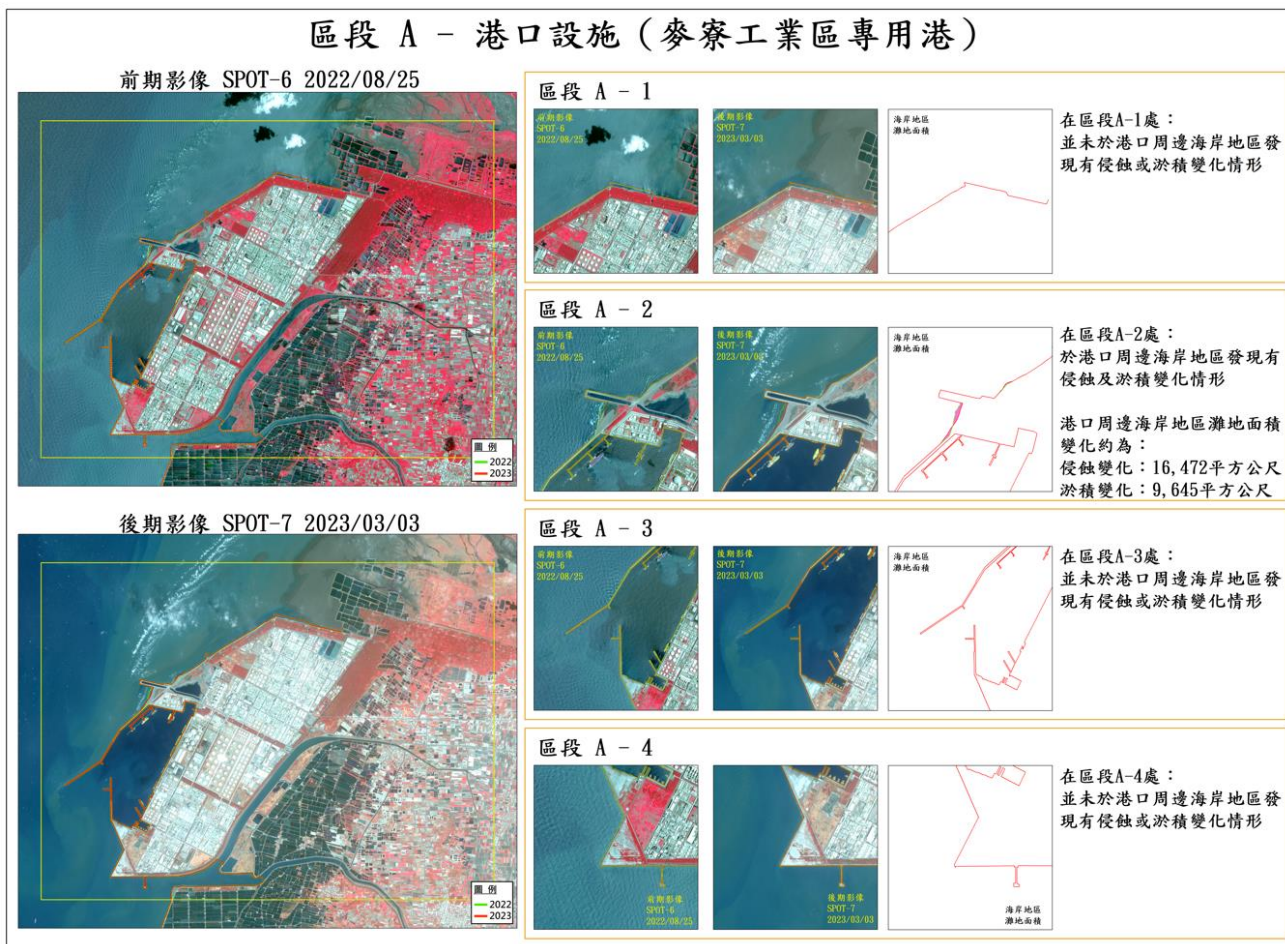 區段 A - 港口設施（麥寮工業區專用港）
前期影像 SPOT-6 2022/08/25
圖 例
2022
2023
後期影像 SPOT-7 2023/03/03
圖 例
2022
2023
區段 A - 1
前期影像
SPOT-6
2022/08/25
後期影像
SPOT-7
2023/03/03
海岸地區
灘地面積
在區段A-1處：
並未於港口周邊海岸地區發
現有侵蝕或淤積變化情形
區段 A - 2
前期影像
SPOT-6
2022/08/25
後期影像
SPOT-7
2023/03/03
海岸地區
灘地面積
在區段A-2處：
於港口周邊海岸地區發現有
侵蝕及淤積變化情形
港口周邊海岸地區灘地面積
變化約為：
侵蝕變化：16,472平方公尺
淤積變化：9,645平方公尺
區段 A - 3
前期影像
SPOT-6
2022/08/25
後期影像
SPOT-7
2023/03/03
海岸地區
灘地面積
在區段A-3處：
並未於港口周邊海岸地區發
現有侵蝕或淤積變化情形
區段 A - 4
前期影像
SPOT-6
2022/08/25
後期影像
SPOT-7
2023/03/03
海岸地區
灘地面積
在區段A-4處：
並未於港口周邊海岸地區發
現有侵蝕或淤積變化情形